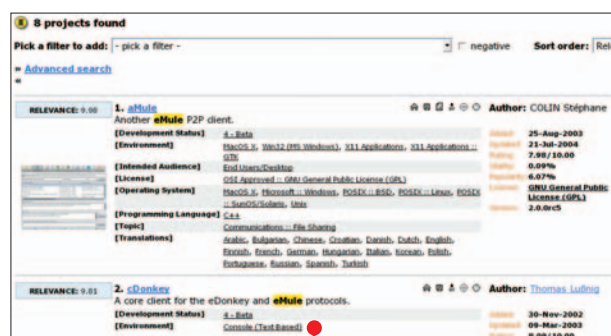 8 projects found
Pick a filter to add: - pick a filter - negative Sort order: Rel
» Advanced search
«
RELEVANCE: 9.90 1. aMule Author: COLIN Stéphane
Another eMule P2P client.
[Development Status] 4 - Beta Added: 25-Aug-2003
[Environment] MacOS X, Win32 (MS Windows), X11 Applications, X11 Applications :: Updated: 21-Jul-2004
GTK Rating: 7.98/10.00
[Intended Audience] End Users/Desktop Vitality: 0.09%
[License] OSI Approved :: GNU General Public License (GPL) Popularity: 6.07%
[Operating System] MacOS X, Microsoft :: Windows, POSIX :: BSD, POSIX :: Linux, POSIX License: GNU General Public
:: SunOS/Solaris, Unix License (GPL)
[Programming Language] C++ Version: 2.0.0rc5
[Topic] Communications :: File Sharing
[Translations] Arabic, Bulgarian, Chinese, Croatian, Danish, Dutch, English,
Finnish, French, German, Hungarian, Italian, Korean, Polish,
Portuguese, Russian, Spanish, Turkish
RELEVANCE: 9.01 2. cDonkey Author: Thomas Lußnig
A core client for the eDonkey and eMule protocols.
[Development Status] 4 - Beta Added: 30-Nov-2002
[Environment] Console (Text Based) Updated: 09-Mar-2003